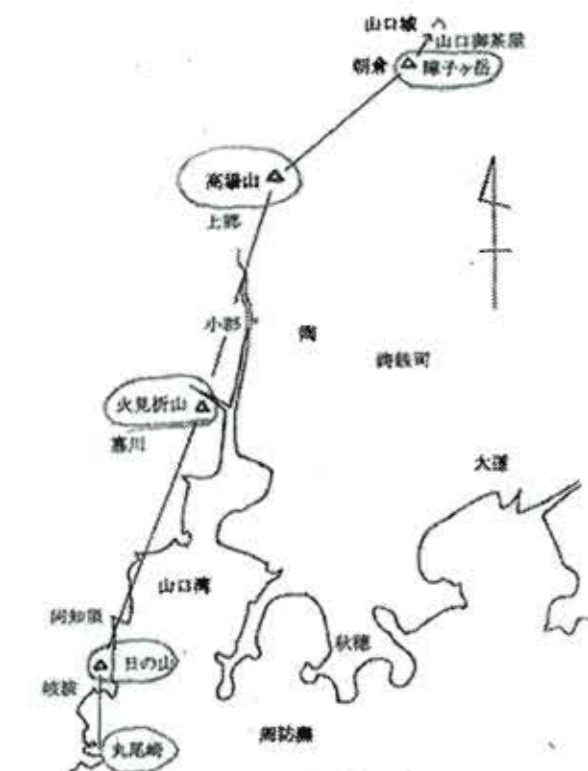 山口城
山口御茶屋
朝倉
障子ヶ岳
高畄山
上郷
小郡
陶
鋳銭司
火見折山
嘉川
大道
山口湾
阿知須
日の山
秋穂
岐波
丸尾崎
周防灘